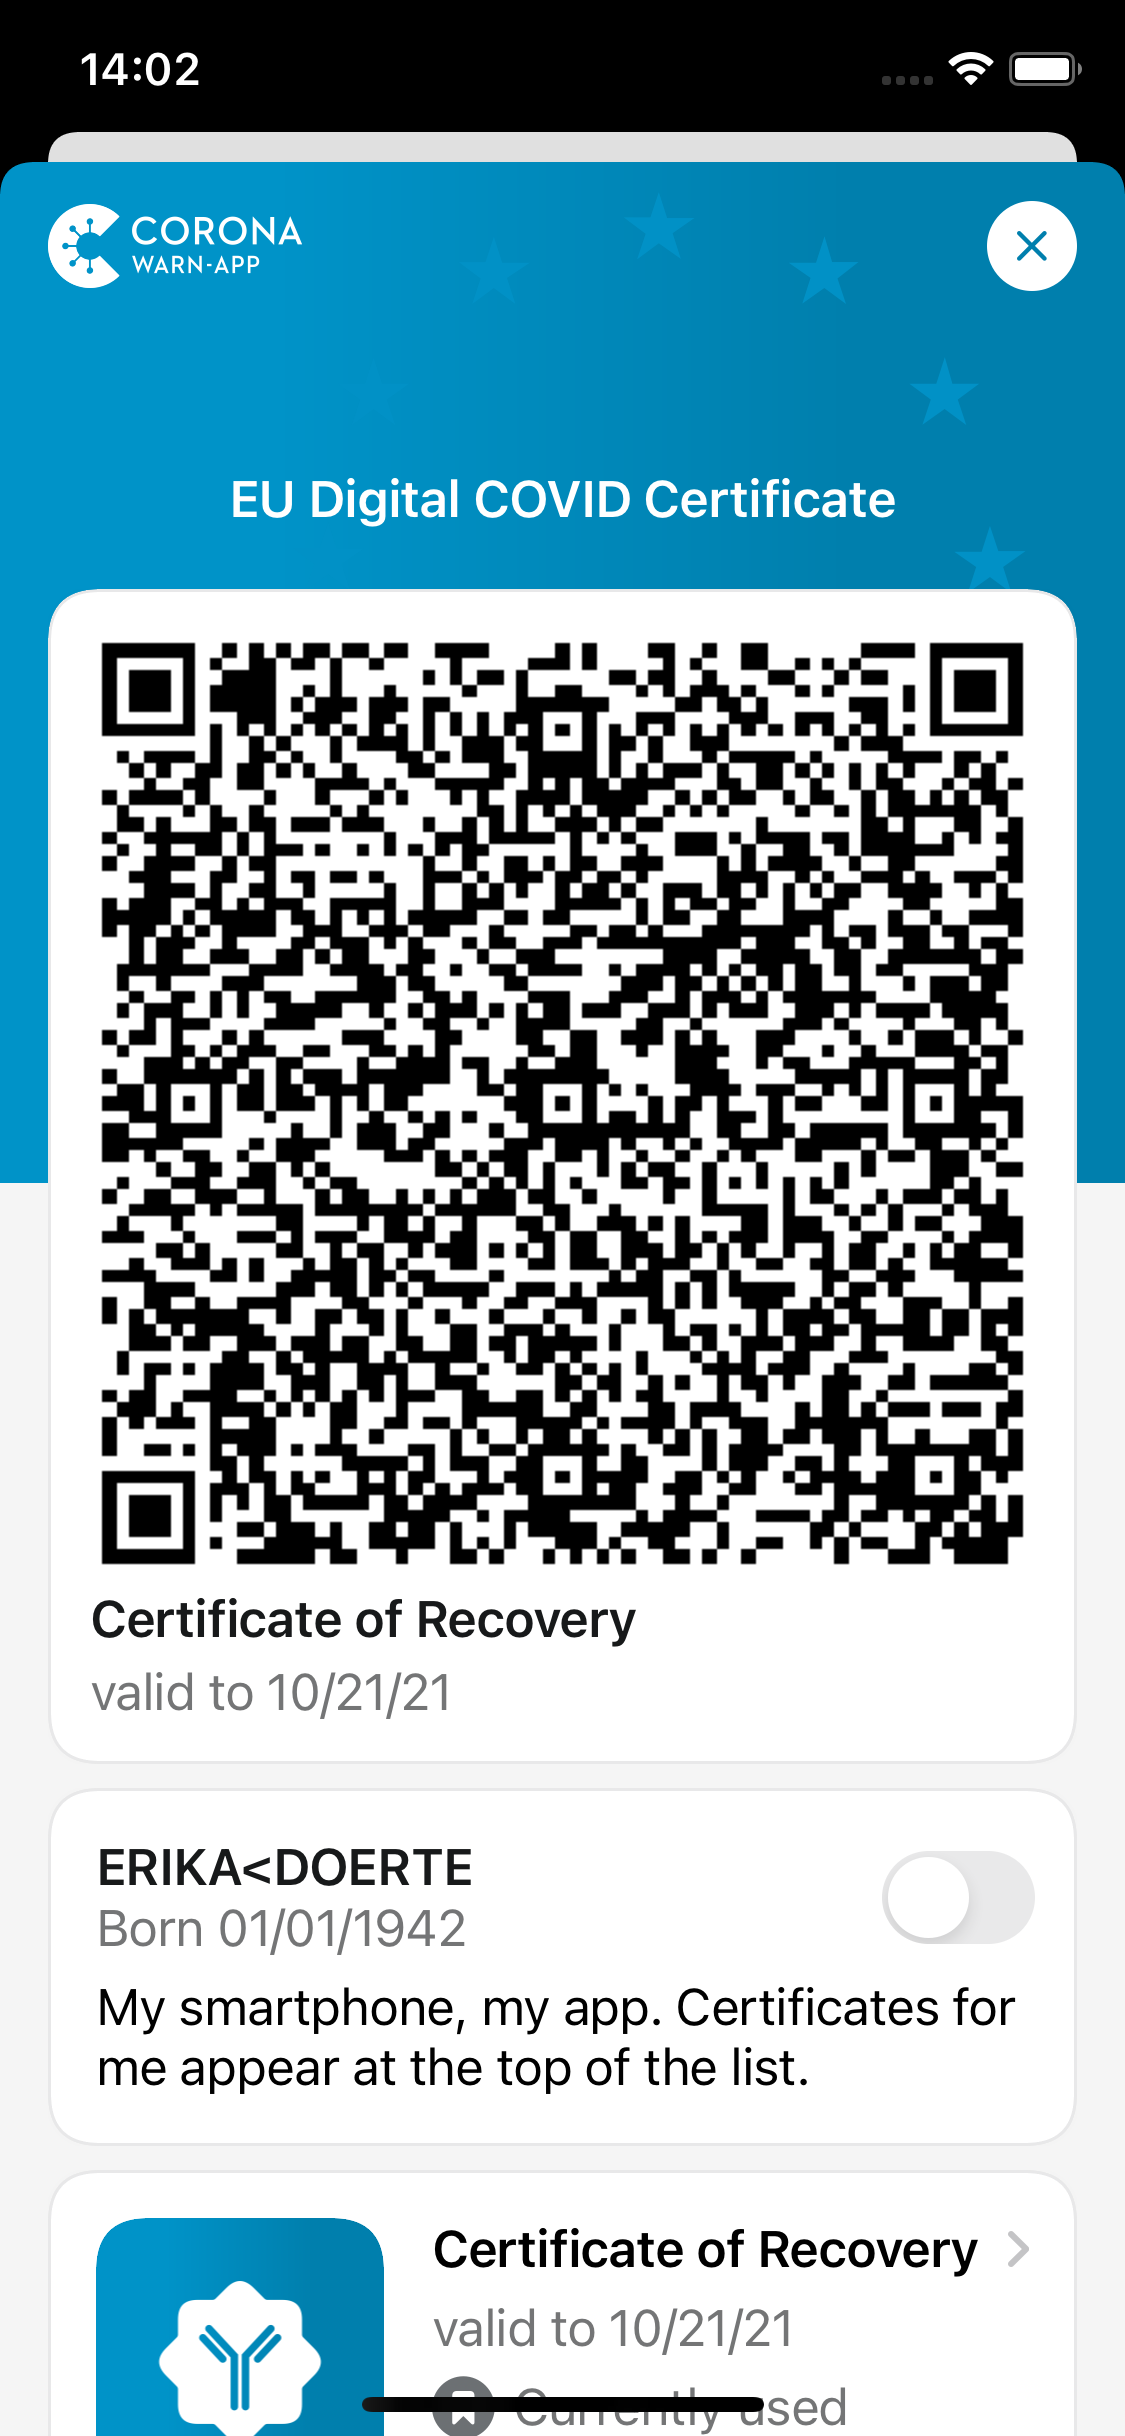 14:02
CORONA
WARN-APP
EU Digital COVID Certificate
Certificate of Recovery
valid to 10/21/21
ERIKA<DOERTE
Born 01/01/1942
My smartphone, my app. Certificates for
me appear at the top of the list.
Certificate of Recovery
valid to 10/21/21
Currently used